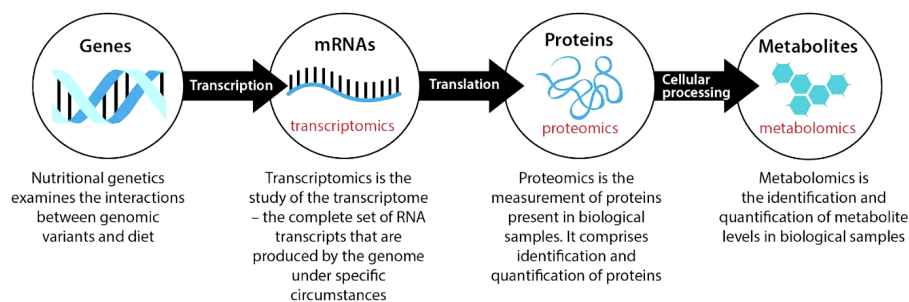 Genes
Transcription
mRNAs
transcriptomics
Translation
Proteins
proteomics
Cellular
processing
Metabolites
metabolomics
Nutritional genetics
examines the interactions
between genomic
variants and diet
Transcriptomics is the
study of the transcriptome
– the complete set of RNA
transcripts that are
produced by the genome
under specific
circumstances
Proteomics is the
measurement of proteins
present in biological
samples. It comprises
identification and
quantification of proteins
Metabolomics is
the identification and
quantification of metabolite
levels in biological samples